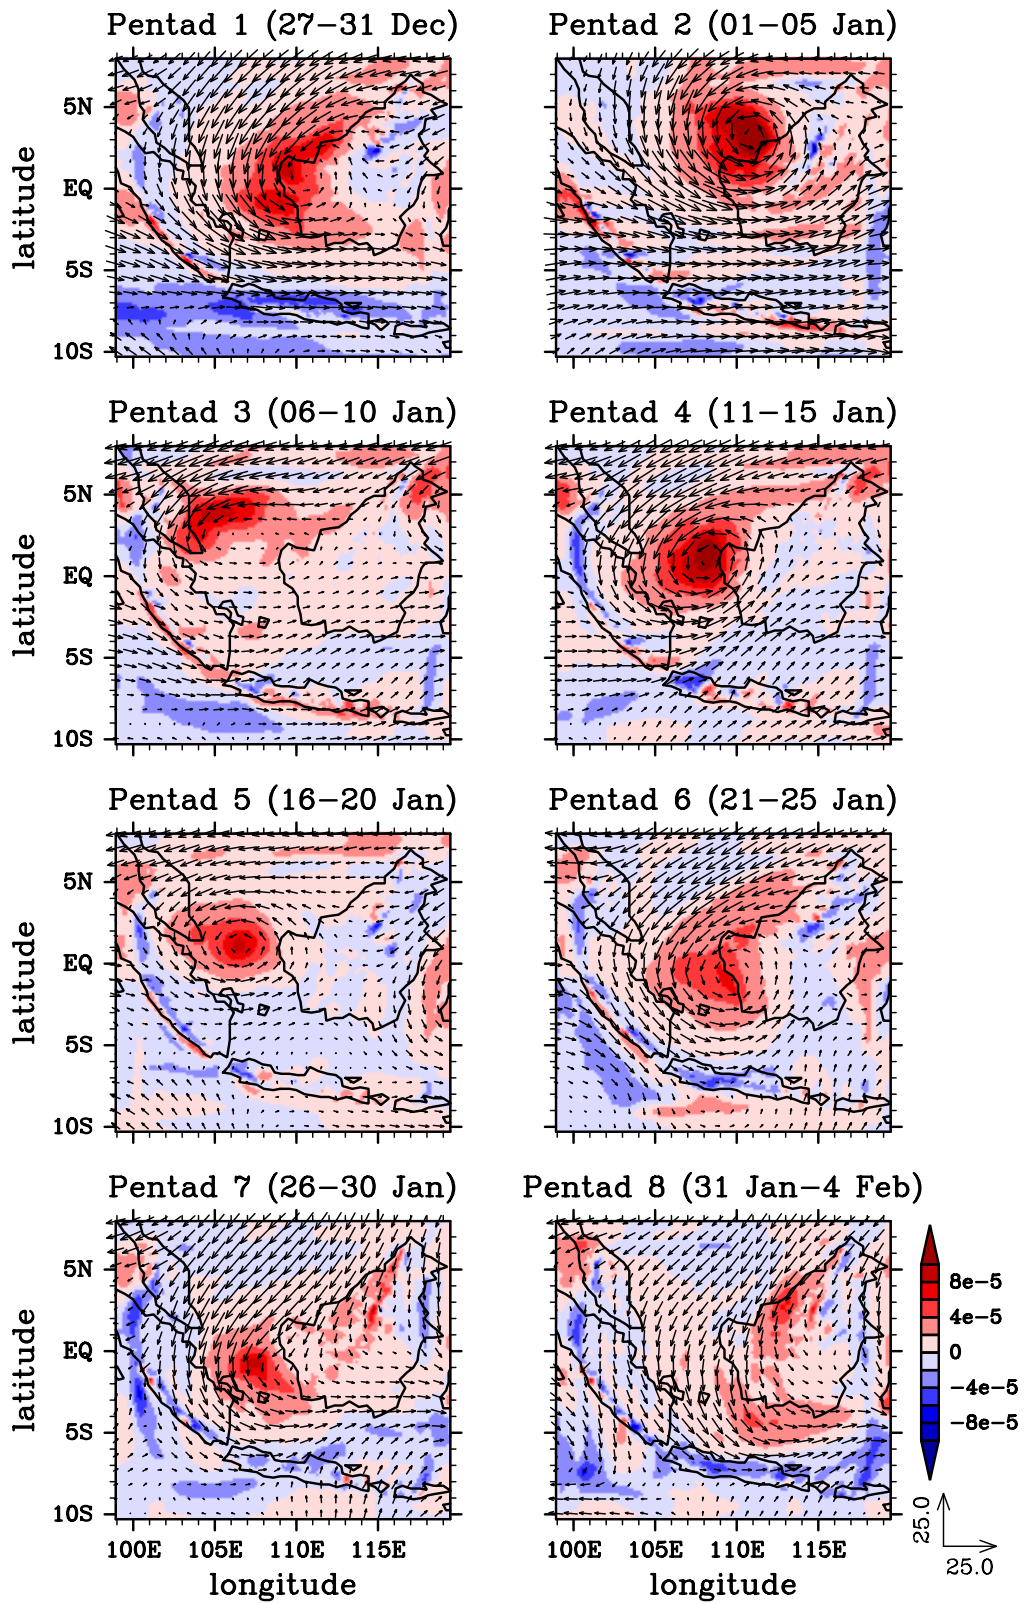 Pentad 1 (27−31 Dec)
Pentad 2 (01−05 Jan)
latitude
5N
EQ
5S
10S
Pentad 3 (06−10 Jan)
Pentad 4 (11−15 Jan)
latitude
5N
EQ
5S
10S
Pentad 5 (16−20 Jan)
Pentad 6 (21−25 Jan)
latitude
5N
EQ
5S
10S
Pentad 7 (26−30 Jan)
Pentad 8 (31 Jan−4 Feb)
latitude
5N
EQ
5S
10S
100E 105E 110E 115E
longitude
100E 105E 110E 115E
longitude
8e−5
4e−5
0
−4e−5
−8e−5
25.0
25.0